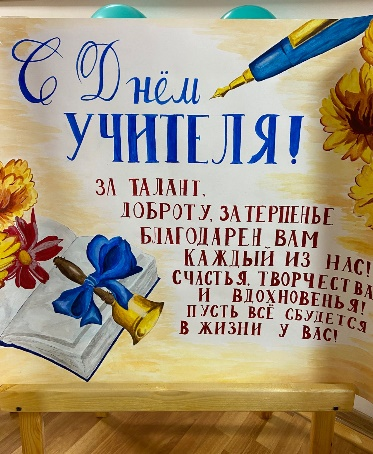 С Днём
УЧИТЕЛЯ!
ЗА ТАЛАНТ,
ДОБРОТУ, ЗА ТЕРПЕНЬЕ
БЛАГОДАРЕН ВАМ
КАЖДЫЙ ИЗ НАС!
СЧАСТЬЯ, ТВОРЧЕСТВА
И ВДОХНОВЕНЬЯ!
ПУСТЬ ВСЁ СБУДЕТСЯ
В ЖИЗНИ У ВАС!